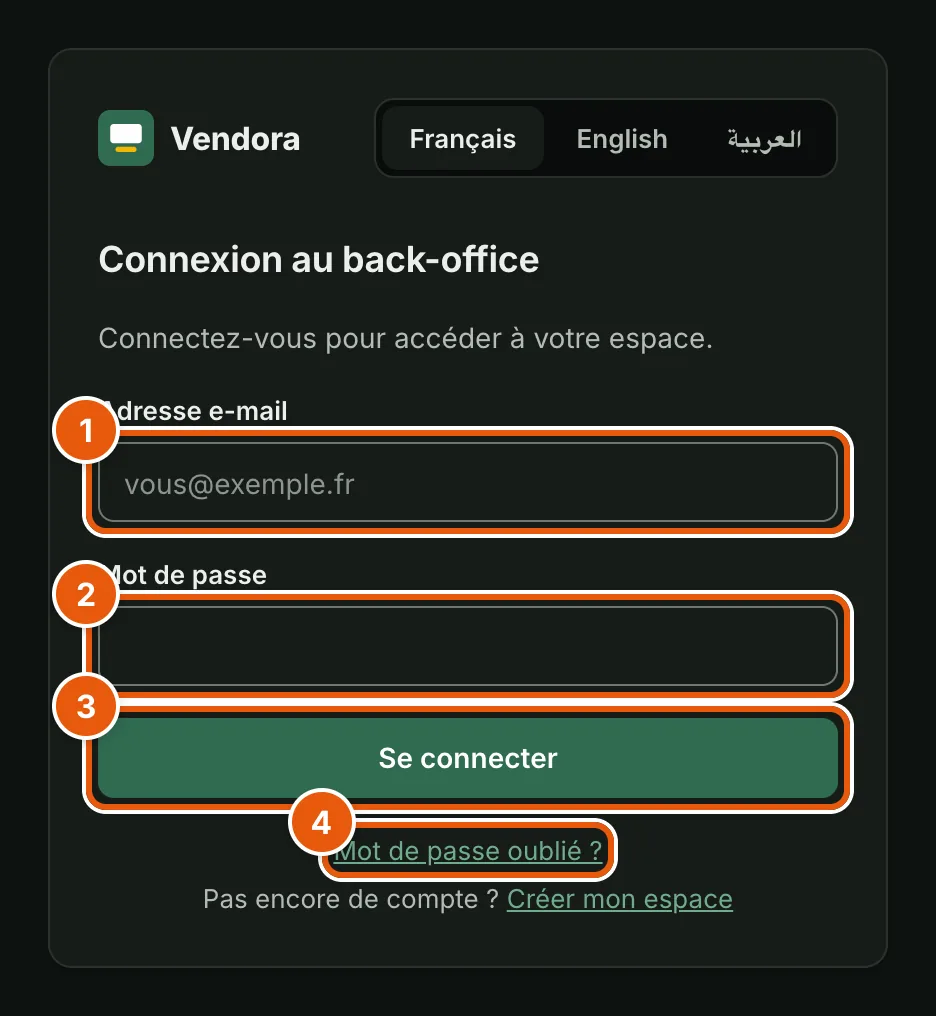 Vendora
Français English العربية
Connexion au back-office
Connectez-vous pour accéder à votre espace.
Adresse e-mail
1
vous@exemple.fr
Mot de passe
2
3
Se connecter
4
Mot de passe oublié ?
Pas encore de compte ? Créer mon espace